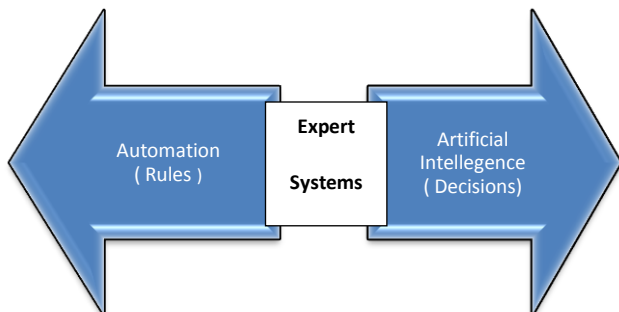 Automation
( Rules )
Expert
Systems
Artificial
Intellegence
( Decisions)